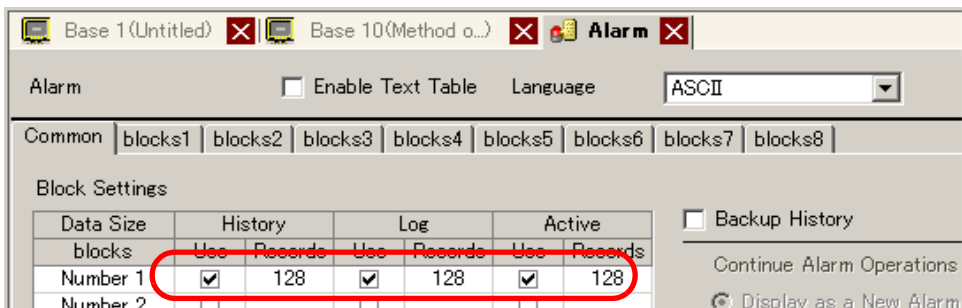 Base 1(Untitled) Base 10(Method o...) Alarm
Alarm Enable Text Table Language ASCII
Common blocks1 blocks2 blocks3 blocks4 blocks5 blocks6 blocks7 blocks8
Block Settings
Data Size History Log Active Backup History
blocks Use Records Use Records Use Records
Continue Alarm Operations
Number 1 128 128 128
Number 2 Display as a New Alarm